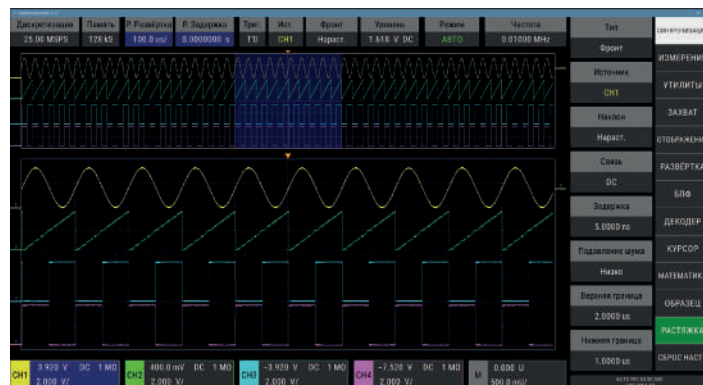 Дискретизация Память Р. Развёртка Р. Задержка Триг. Ист. Фронт Уровень Режим Частота
25.00 MSPS 128 kS 100.0 us/ 0.0000000 s T'D CH1 Нараст. 1.618 V DC АВТО 0.01000 MHz
Тип
Фронт
Источник
CH1
Наклон
Нараст.
Связь
DC
Задержка
5.0000 ns
Подавление шума
Низко
Верхняя граница
2.0000 us
Нижняя граница
1.0000 us
СИНХРОНИЗАЦИ
ИЗМЕРЕНИ
УТИЛИТЫ
ЗАХВАТ
ОТОБРАЖЕНИ
РАЗВЁРТКА
БПФ
ДЕКОДЕР
КУРСОР
МАТЕМАТИК
ОБРАЗЕЦ
РАСТЯЖКА
СБРОС НАСТ
CH1 3.920 V DC 1 MΩ
2.000 V/
CH2 400.0 mV DC 1 MΩ
2.000 V/
CH3 -3.920 V DC 1 MΩ
2.000 V/
CH4 -7.520 V DC 1 MΩ
2.000 V/
M 0.000 U
500.0 mU/